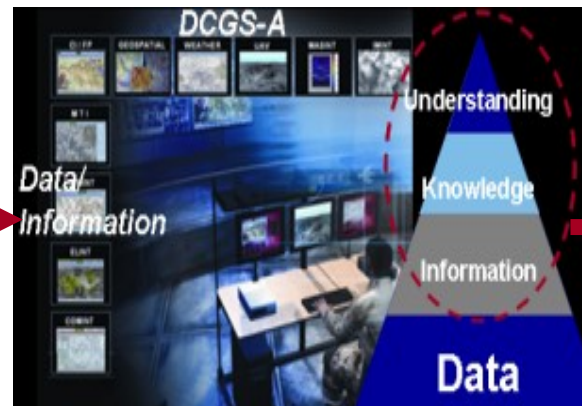 DCGS-A
CI / FP
GEOSPATIAL
WEATHER
UAV
MASINT
IMINT
MTI
Data/
Information
ELINT
COMINT
Understanding
Knowledge
Information
Data